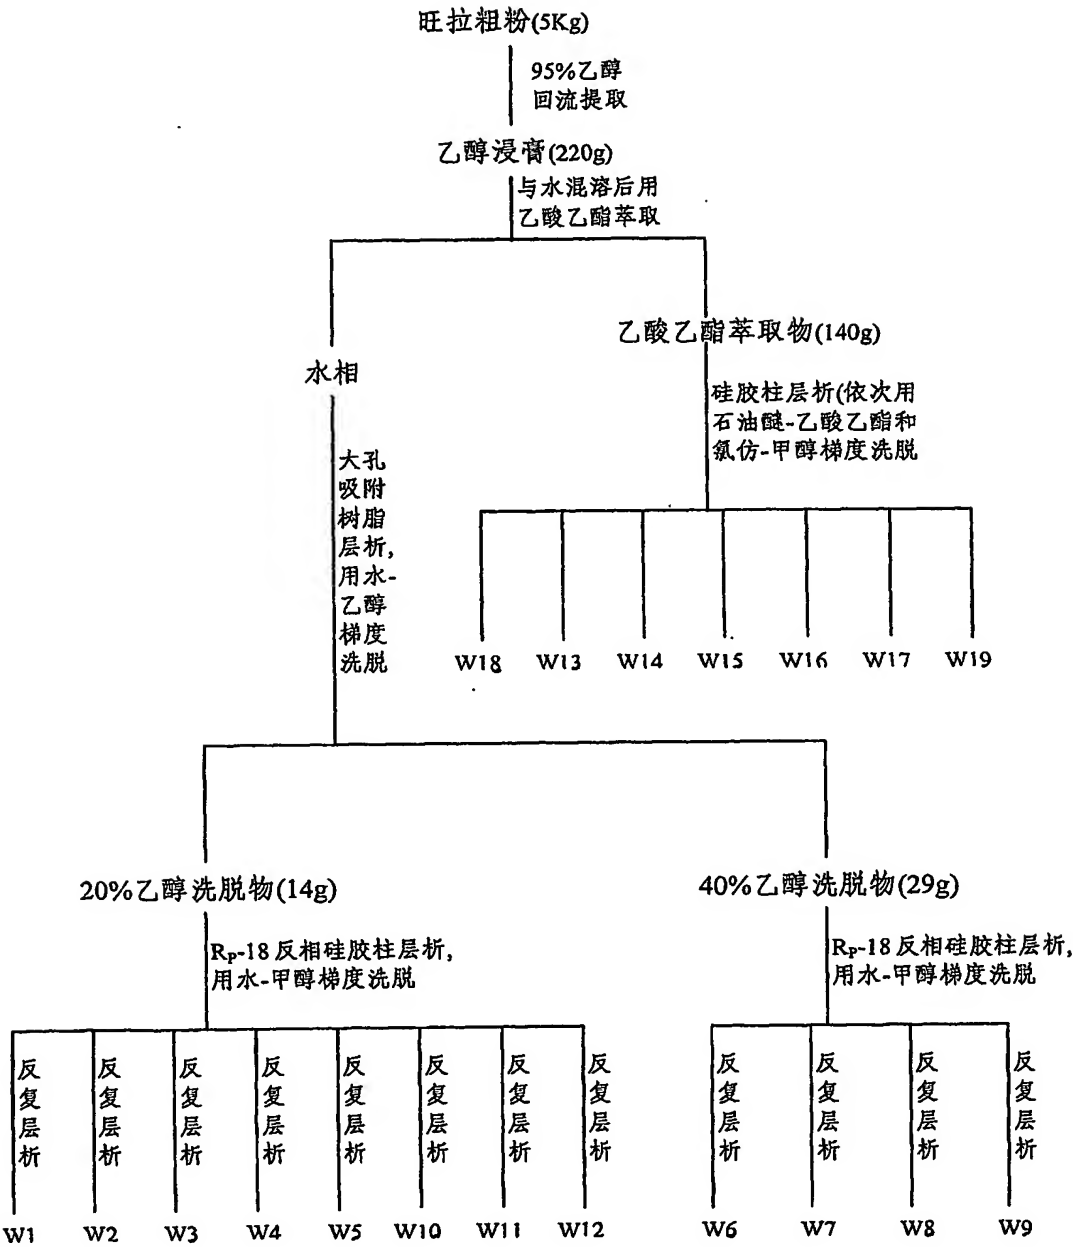 旺拉粗粉(5Kg)
95%乙醇
回流提取
乙醇浸膏(220g)
与水混溶后用
乙酸乙酯萃取
乙酸乙酯萃取物(140g)
水相
硅胶柱层析(依次用
石油醚-乙酸乙酯和
氯仿-甲醇梯度洗脱
大孔
吸附
树脂
层析,
用水-
乙醇
梯度
洗脱
W18 W13 W14 W15 W16 W17 W19
20%乙醇洗脱物(14g)
40%乙醇洗脱物(29g)
RP-18反相硅胶柱层析,
用水-甲醇梯度洗脱
RP-18反相硅胶柱层析,
用水-甲醇梯度洗脱
反复层析
反复层析
反复层析
反复层析
反复层析
反复层析
反复层析
反复层析
反复层析
反复层析
反复层析
反复层析
W1 W2 W3 W4 W5 W10 W11 W12 W6 W7 W8 W9